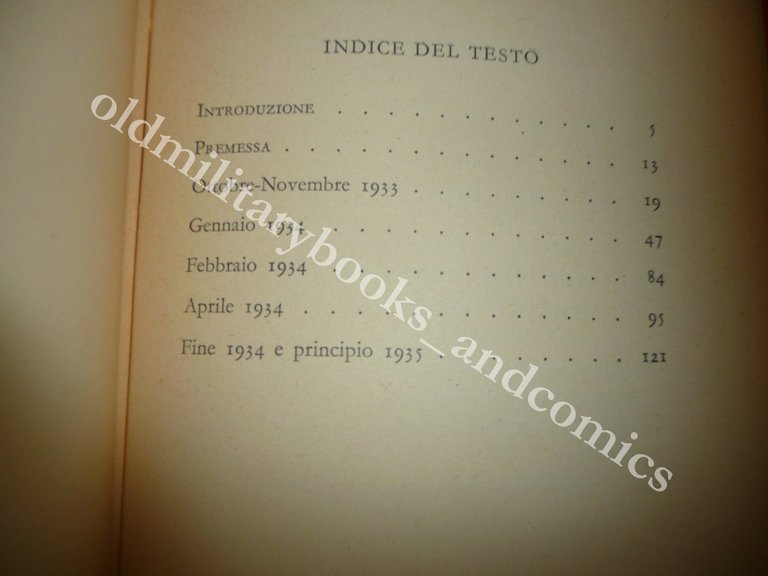 INDICE DEL TESTO
INTRODUZIONE . . . . . . . . . . . . . 5
PREMESSA . . . . . . . . . . . . . . . 13
Ottobre-Novembre 1933 . . . . . . . . . 19
Gennaio 1934 . . . . . . . . . . . . . 47
Febbraio 1934 . . . . . . . . . . . . . 84
Aprile 1934 . . . . . . . . . . . . . . 95
Fine 1934 e principio 1935 . . . . . . . . 121
oldmilitarybooks_andcomics